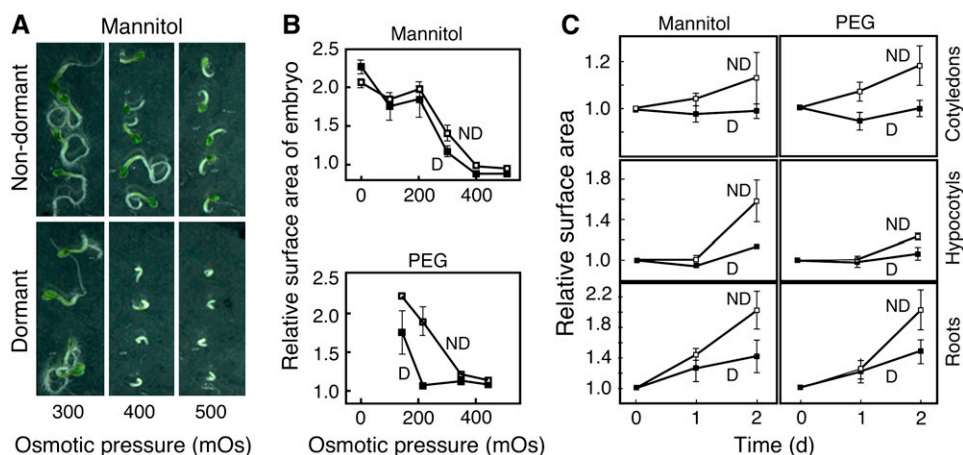 A
Mannitol
Non-dormant
Dormant
300 400 500
Osmotic pressure (mOs)
B
Relative surface area of embryo
Mannitol
2.5
2.0
1.5
1.0
ND
D
0 200 400
PEG
2.5
2.0
1.5
1.0
ND
D
0 200 400
Osmotic pressure (mOs)
C
Relative surface area
Mannitol PEG
1.2
1.0
ND
D
ND
D
Cotyledons
1.8
1.4
1.0
ND
D
ND
D
Hypocotyls
2.2
1.8
1.4
1.0
ND
D
ND
D
Roots
0 1 2 0 1 2
Time (d)